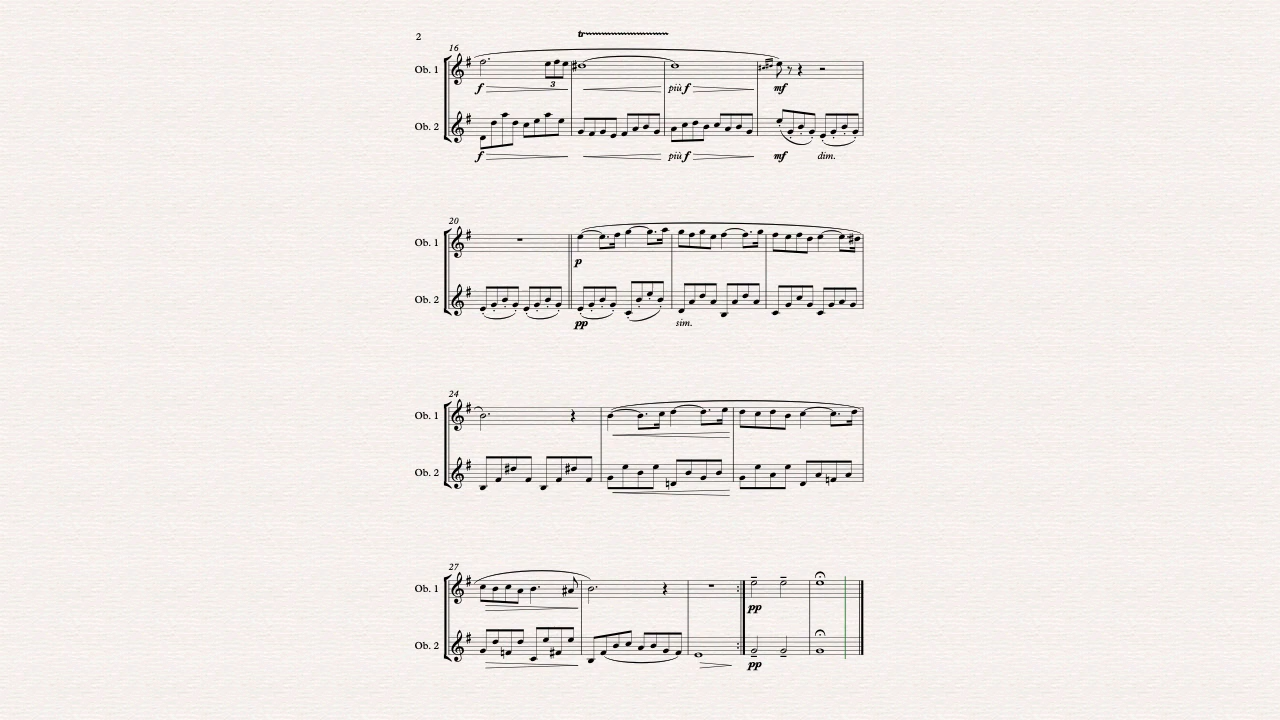 2
tr
16
Ob. 1
3
f
più f
mf
Ob. 2
f
più f
mf
dim.
20
Ob. 1
p
Ob. 2
pp
sim.
24
Ob. 1
Ob. 2
27
Ob. 1
pp
Ob. 2
pp